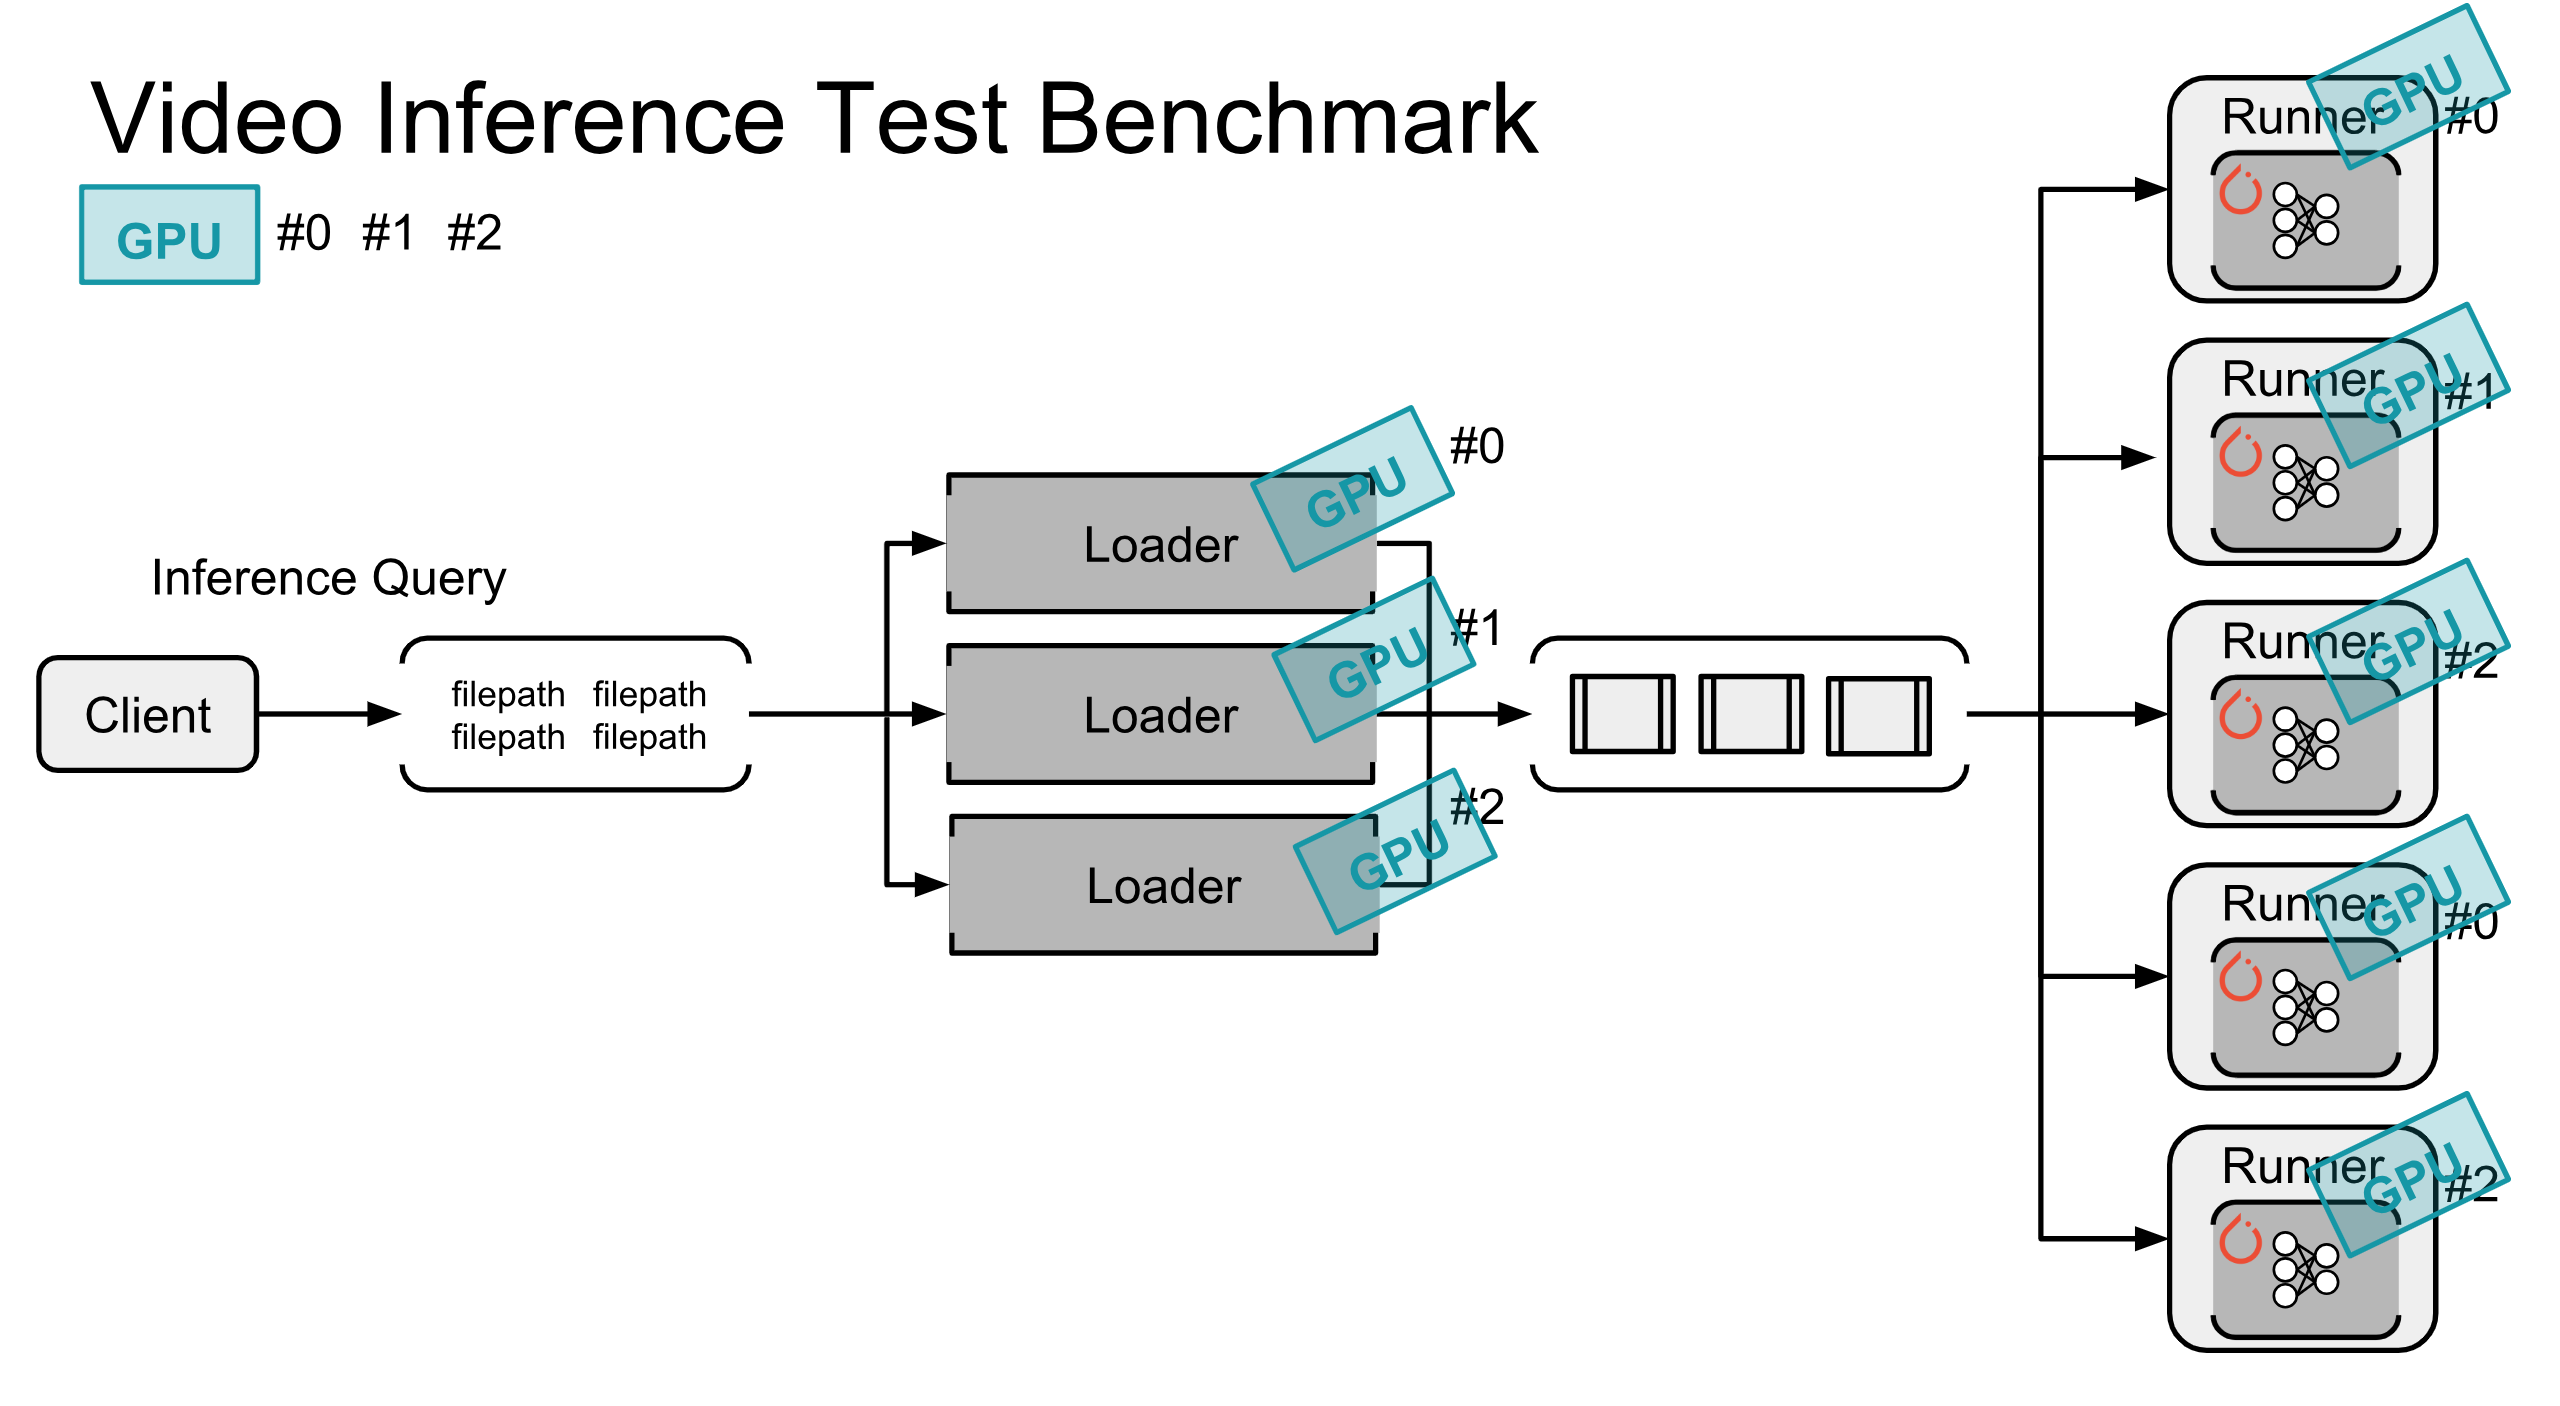 Video Inference Test Benchmark
GPU #0 #1 #2
Inference Query
Client
filepath filepath
filepath filepath
Loader GPU #0
Loader GPU #1
Loader GPU #2
Runner GPU #0
Runner GPU #1
Runner GPU #2
Runner GPU #0
Runner GPU #2